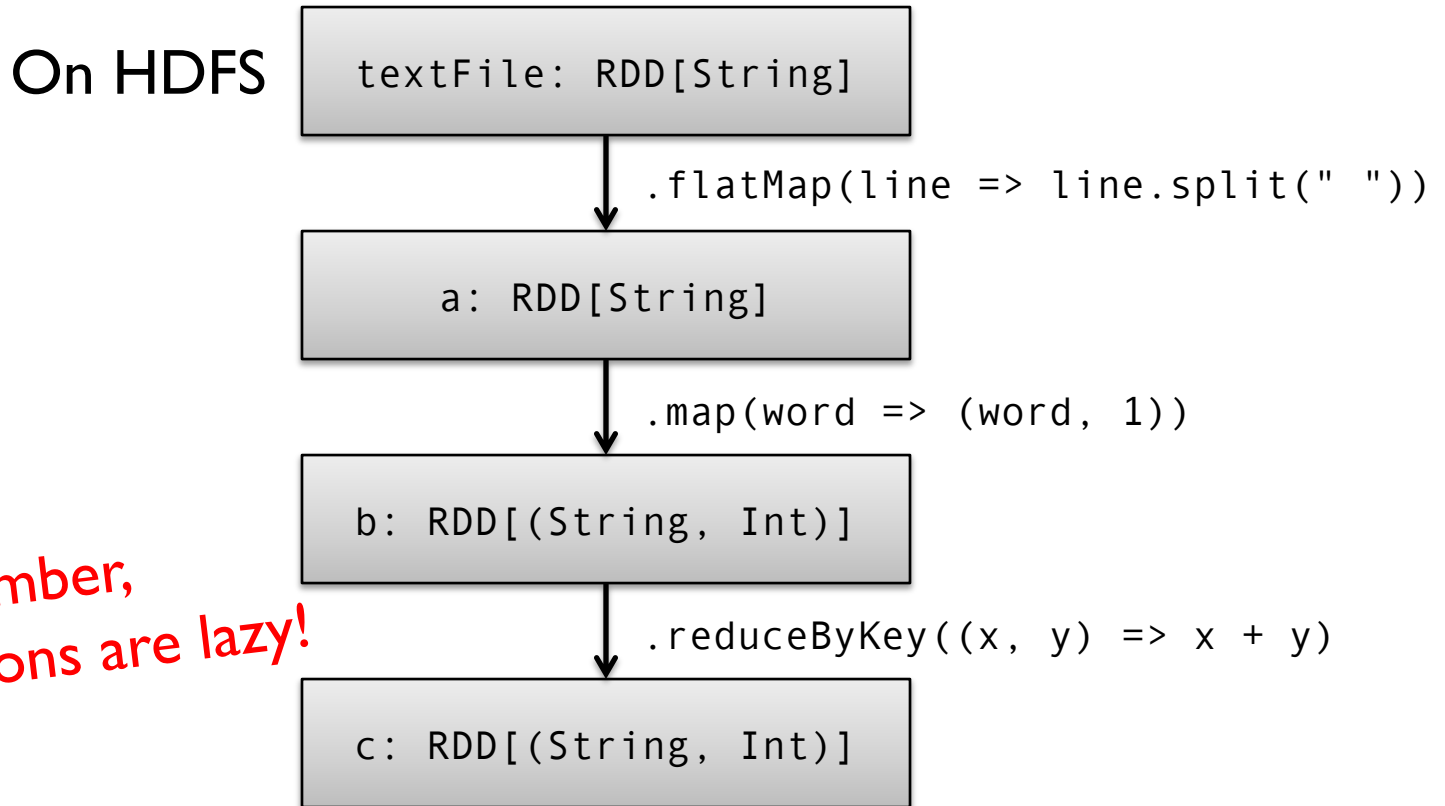 On HDFS
textFile: RDD[String]
.flatMap(line => line.split(" "))
a: RDD[String]
.map(word => (word, 1))
b: RDD[(String, Int)]
mber,
ons are lazy!
.reduceByKey((x, y) => x + y)
c: RDD[(String, Int)]